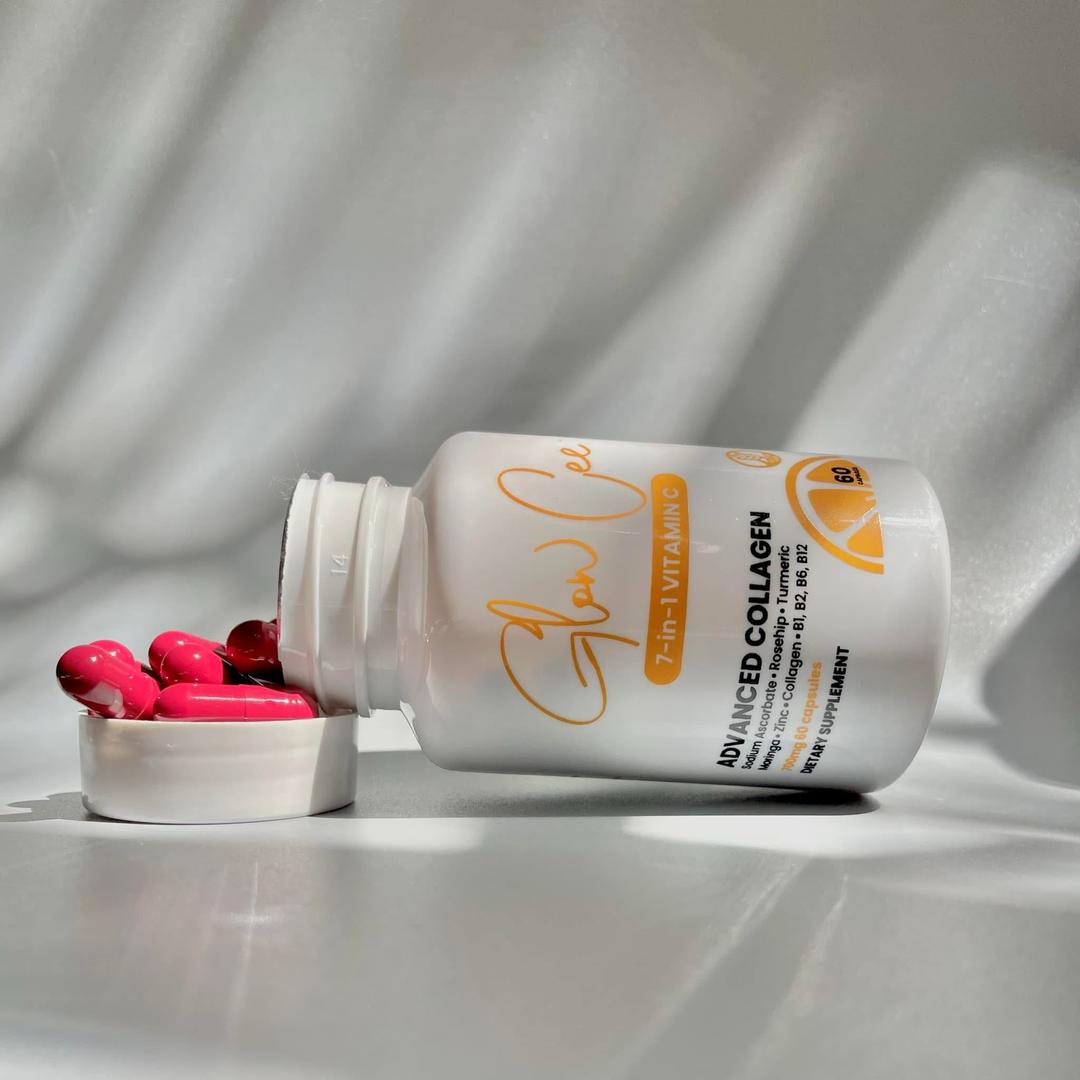 Glow Cee
7-in-1 VITAMIN C
ADVANCED COLLAGEN
Sodium Ascorbate • Rosehip • Turmeric
Moringa • Zinc • Collagen • B1, B2, B6, B12
700mg 60 capsules
DIETARY SUPPLEMENT
60
CAPSULES
14